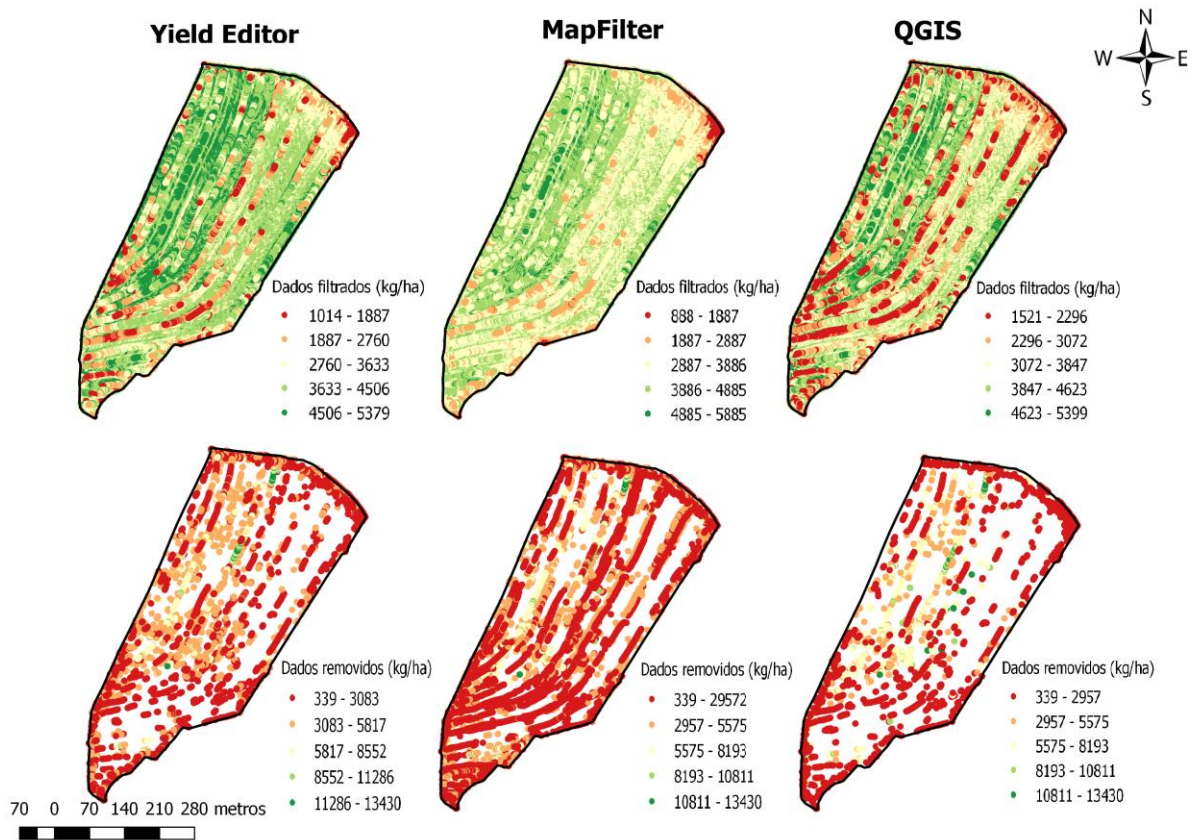 Yield Editor
MapFilter
QGIS
N
W E
S
Dados filtrados (kg/ha)
1014 - 1887
1887 - 2760
2760 - 3633
3633 - 4506
4506 - 5379
Dados filtrados (kg/ha)
888 - 1887
1887 - 2887
2887 - 3886
3886 - 4885
4885 - 5885
Dados filtrados (kg/ha)
1521 - 2296
2296 - 3072
3072 - 3847
3847 - 4623
4623 - 5399
Dados removidos (kg/ha)
339 - 3083
3083 - 5817
5817 - 8552
8552 - 11286
11286 - 13430
Dados removidos (kg/ha)
339 - 29572
2957 - 5575
5575 - 8193
8193 - 10811
10811 - 13430
Dados removidos (kg/ha)
339 - 2957
2957 - 5575
5575 - 8193
8193 - 10811
10811 - 13430
70 0 70 140 210 280 metros